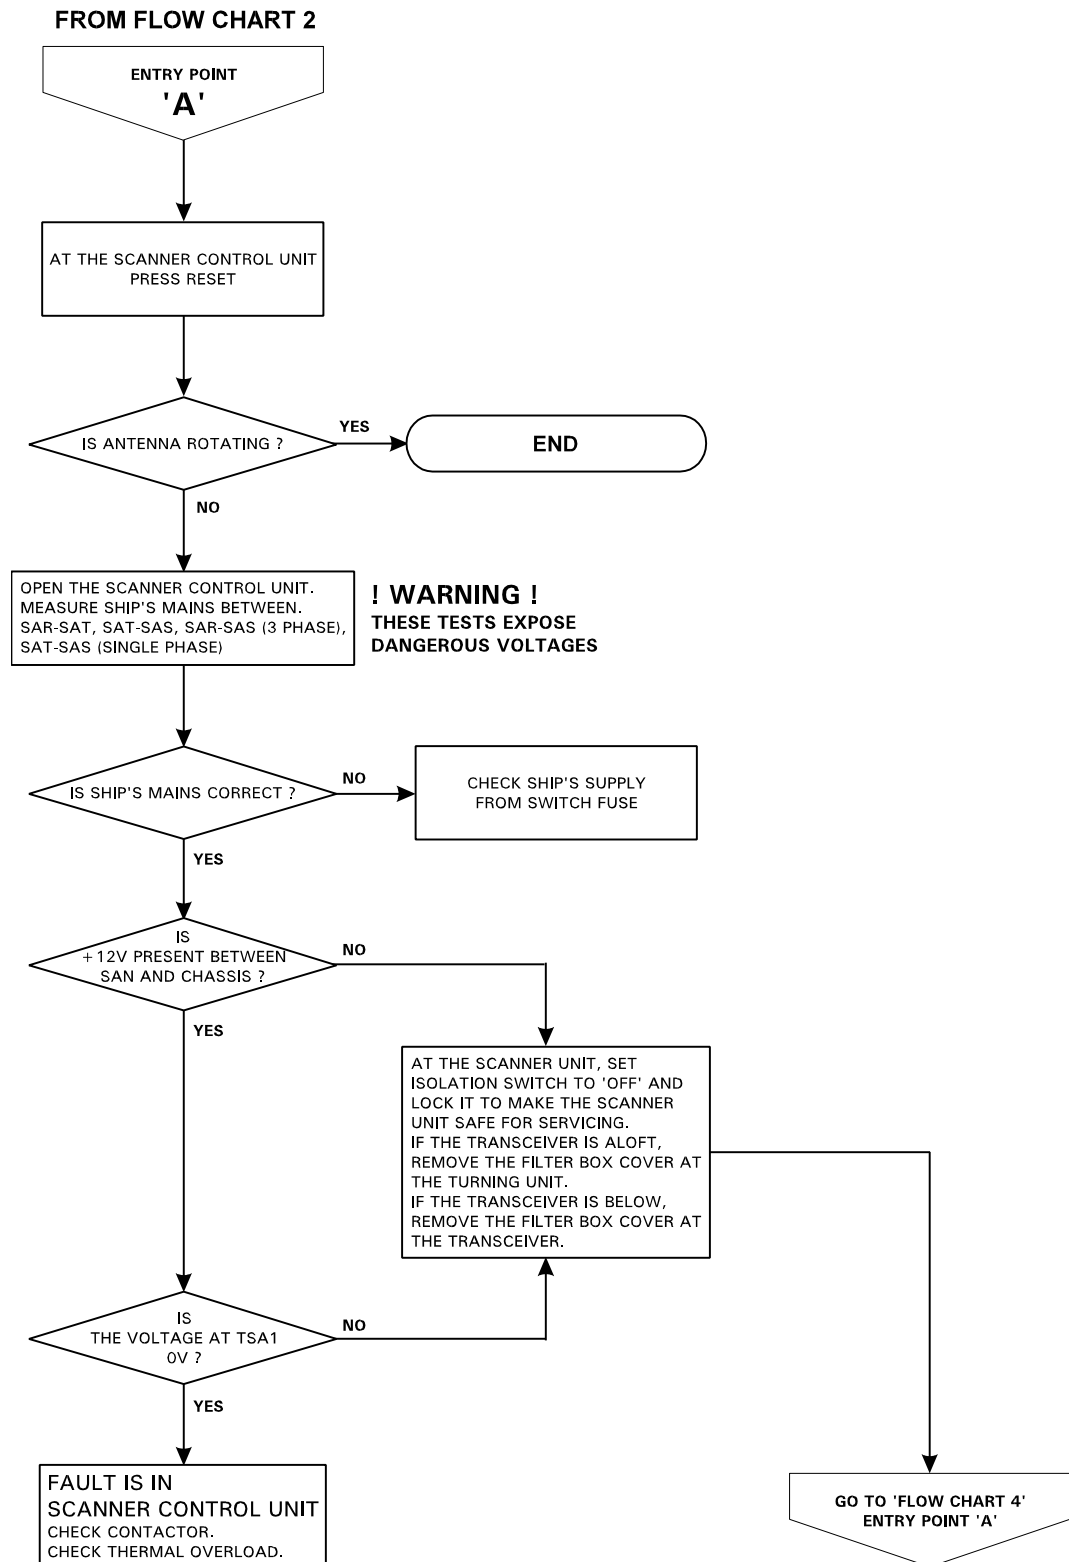 FROM FLOW CHART 2
ENTRY POINT
'A'
AT THE SCANNER CONTROL UNIT
PRESS RESET
IS ANTENNA ROTATING ?
YES
END
NO
OPEN THE SCANNER CONTROL UNIT.
MEASURE SHIP'S MAINS BETWEEN.
SAR-SAT, SAT-SAS, SAR-SAS (3 PHASE),
SAT-SAS (SINGLE PHASE)
! WARNING !
THESE TESTS EXPOSE
DANGEROUS VOLTAGES
IS SHIP'S MAINS CORRECT ?
NO
CHECK SHIP'S SUPPLY
FROM SWITCH FUSE
YES
IS
+12V PRESENT BETWEEN
SAN AND CHASSIS ?
NO
YES
AT THE SCANNER UNIT, SET
ISOLATION SWITCH TO 'OFF' AND
LOCK IT TO MAKE THE SCANNER
UNIT SAFE FOR SERVICING.
IF THE TRANSCEIVER IS ALOFT,
REMOVE THE FILTER BOX COVER AT
THE TURNING UNIT.
IF THE TRANSCEIVER IS BELOW,
REMOVE THE FILTER BOX COVER AT
THE TRANSCEIVER.
IS
THE VOLTAGE AT TSA1
0V ?
NO
YES
FAULT IS IN
SCANNER CONTROL UNIT
CHECK CONTACTOR.
CHECK THERMAL OVERLOAD.
GO TO 'FLOW CHART 4'
ENTRY POINT 'A'